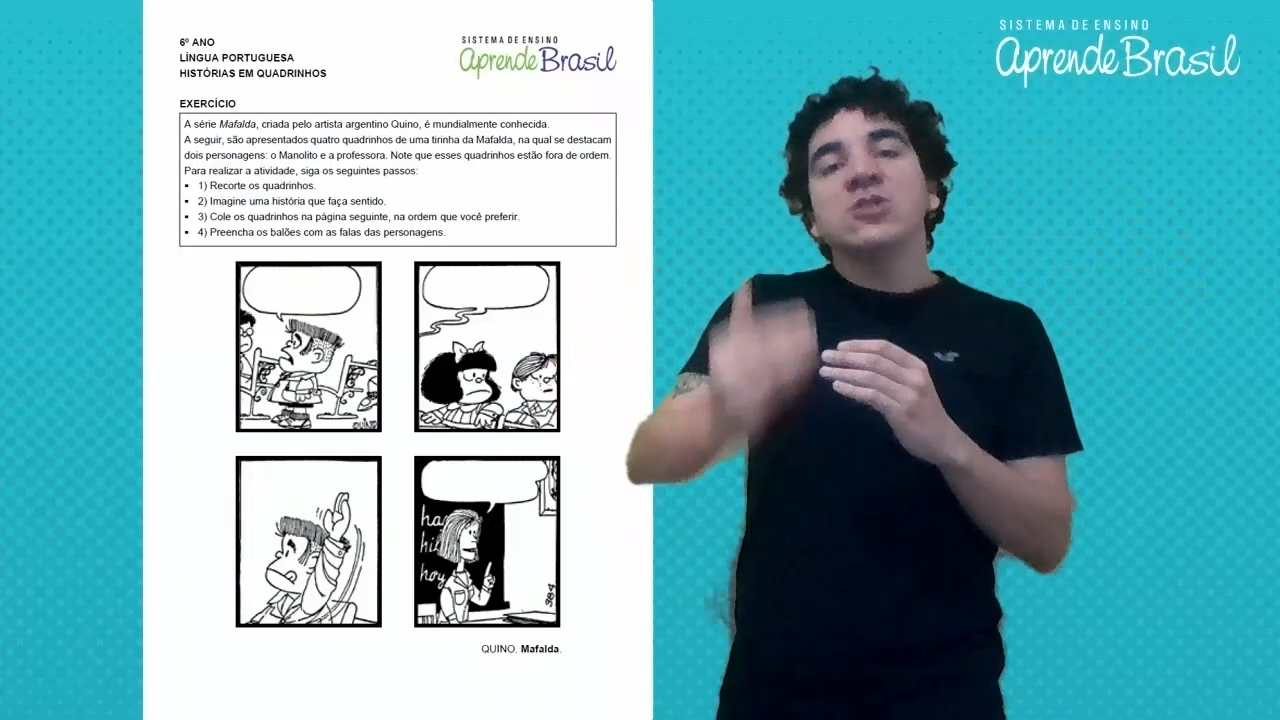 6º ANO
LÍNGUA PORTUGUESA
HISTÓRIAS EM QUADRINHOS
SISTEMA DE ENSINO
Aprende Brasil
EXERCÍCIO
A série Mafalda, criada pelo artista argentino Quino, é mundialmente conhecida.
A seguir, são apresentados quatro quadrinhos de uma tirinha da Mafalda, na qual se destacam
dois personagens: o Manolito e a professora. Note que esses quadrinhos estão fora de ordem.
Para realizar a atividade, siga os seguintes passos:
▪ 1) Recorte os quadrinhos.
▪ 2) Imagine uma história que faça sentido.
▪ 3) Cole os quadrinhos na página seguinte, na ordem que você preferir.
▪ 4) Preencha os balões com as falas das personagens.
QUINO
ha
hi
hoy
384
QUINO. Mafalda.
SISTEMA DE ENSINO
Aprende Brasil